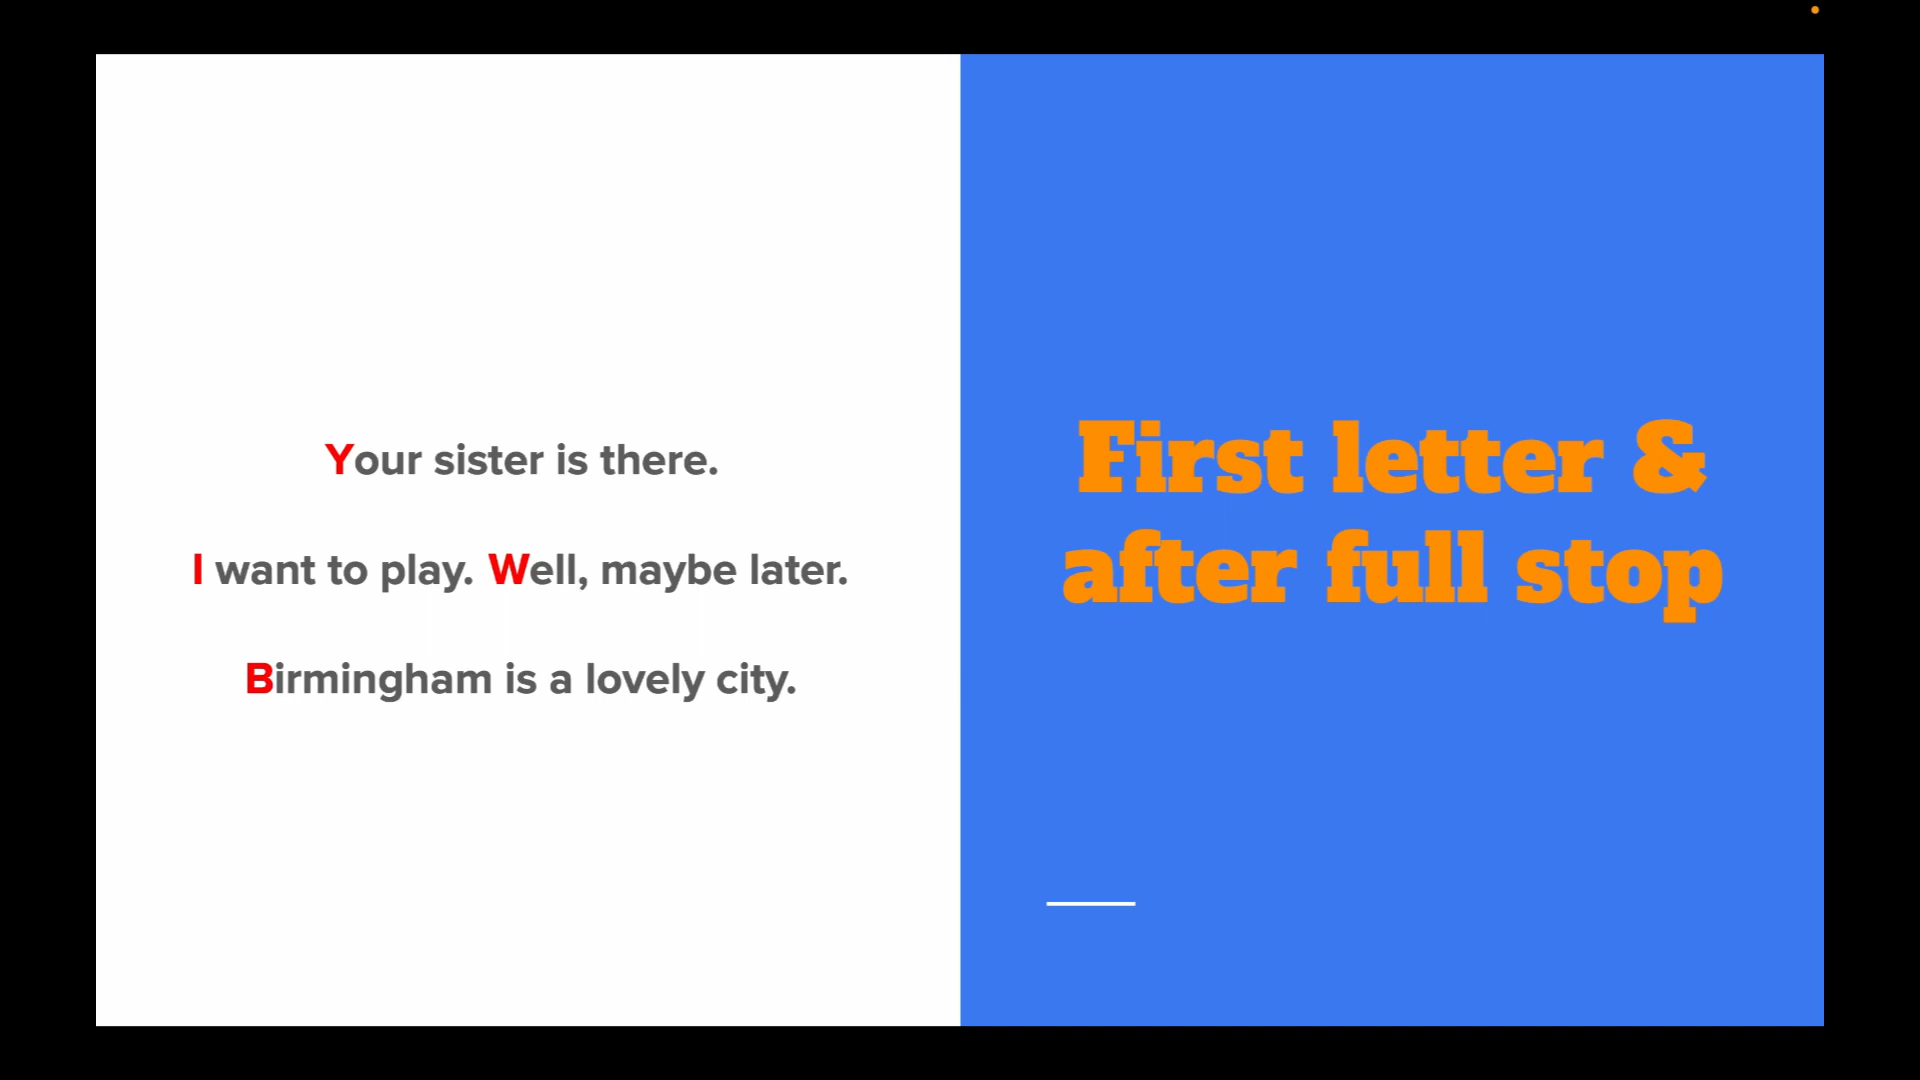 Your sister is there.
I want to play. Well, maybe later.
Birmingham is a lovely city.
First letter &
after full stop